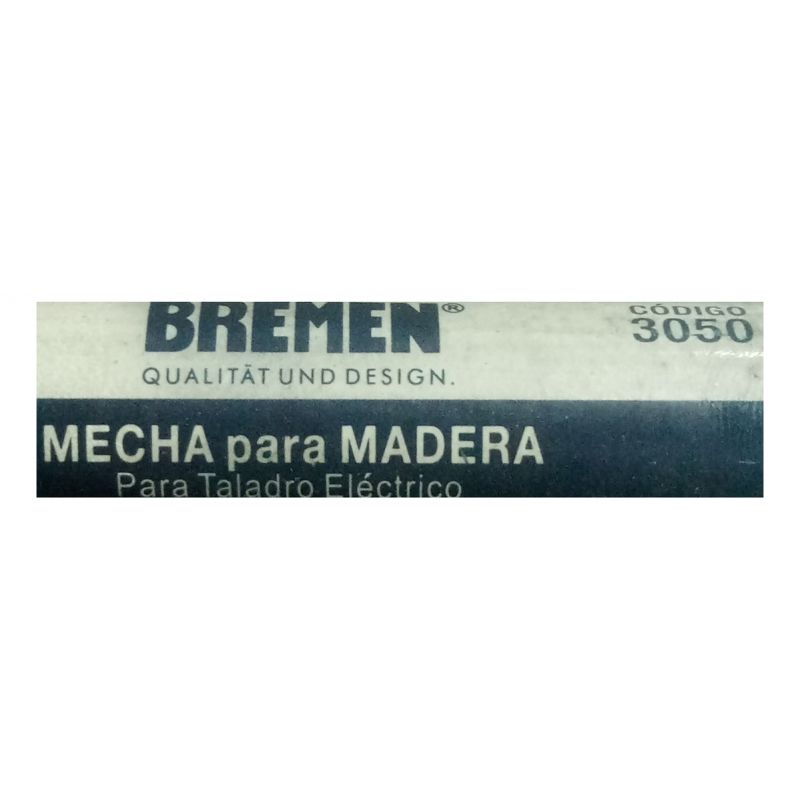 BREMEN®
CÓDIGO
3050
QUALITÄT UND DESIGN.
MECHA para MADERA
Para Taladro Eléctrico